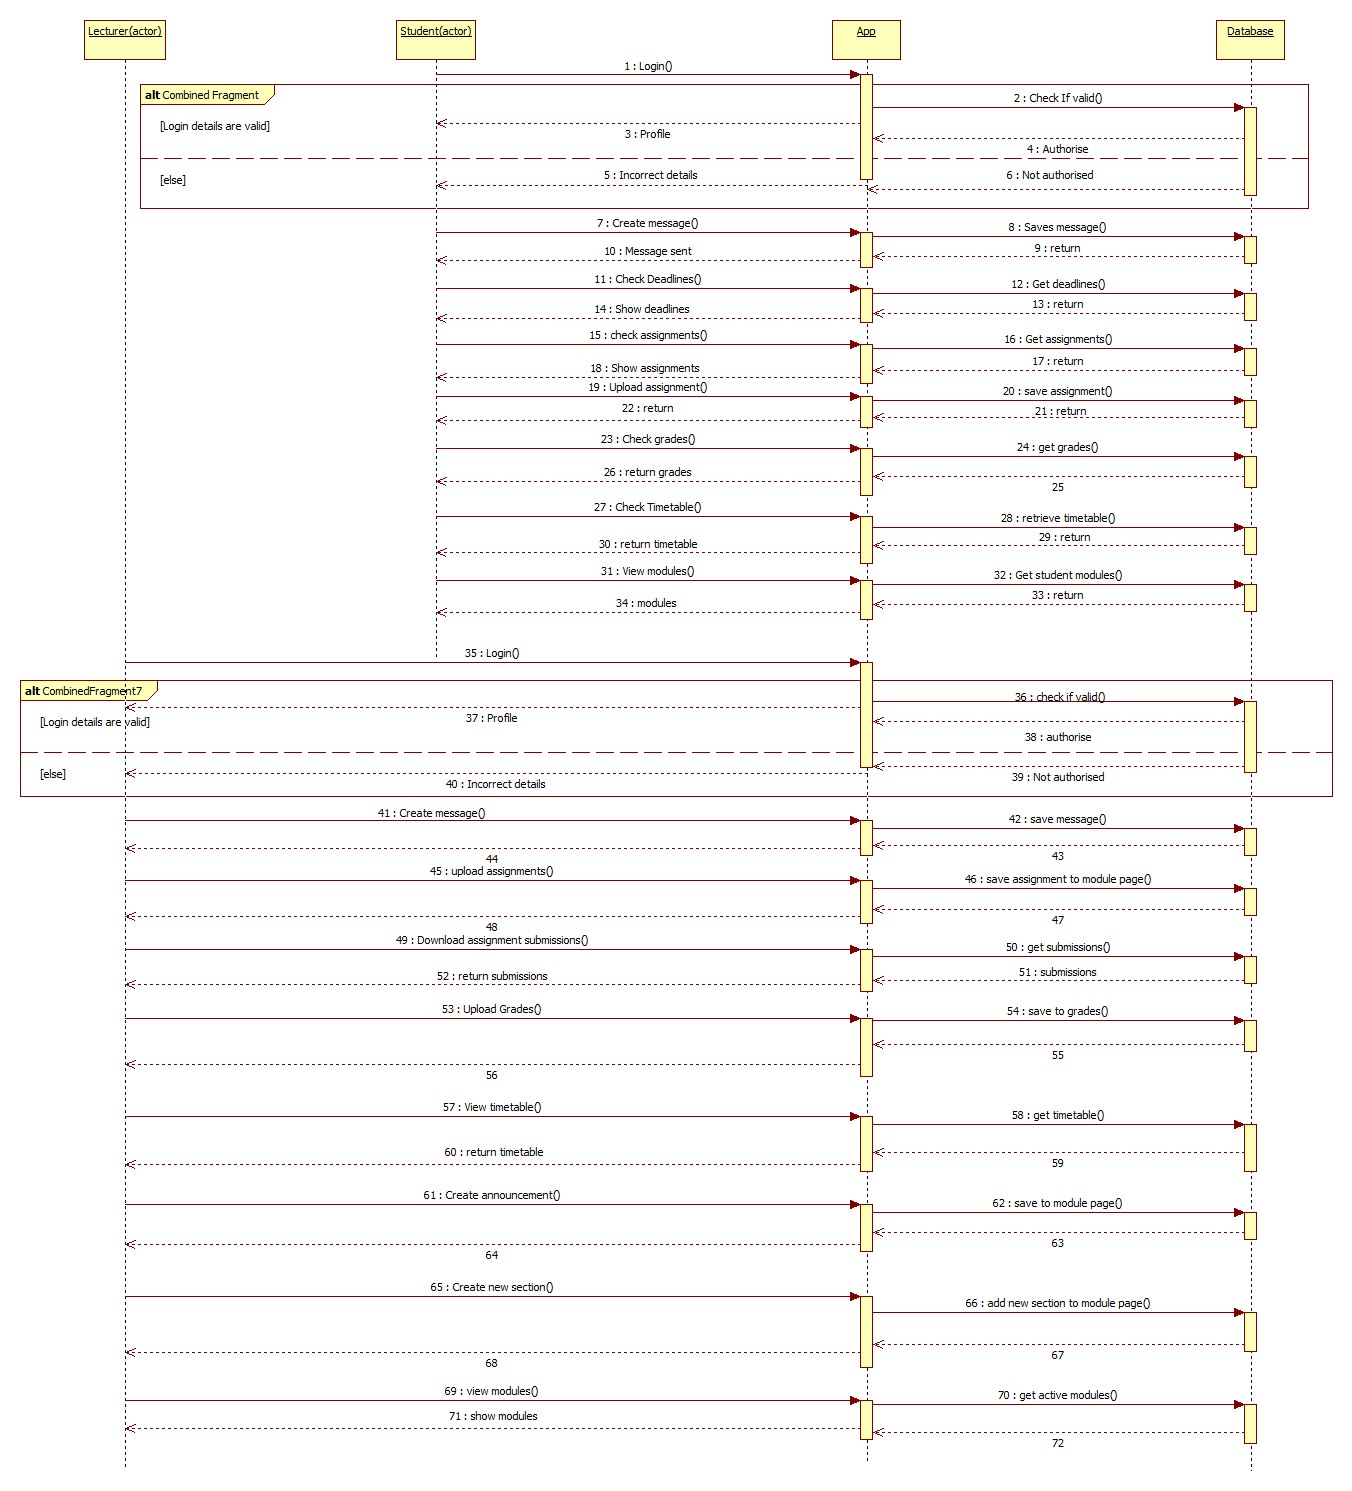 Lecturer(actor)
Student(actor)
App
Database
1 : Login()
alt Combined Fragment
2 : Check If valid()
[Login details are valid]
3 : Profile
4 : Authorise
[else]
5 : Incorrect details
6 : Not authorised
7 : Create message()
8 : Saves message()
9 : return
10 : Message sent
11 : Check Deadlines()
12 : Get deadlines()
13 : return
14 : Show deadlines
15 : check assignments()
16 : Get assignments()
17 : return
18 : Show assignments
19 : Upload assignment()
20 : save assignment()
21 : return
22 : return
23 : Check grades()
24 : get grades()
26 : return grades
25
27 : Check Timetable()
28 : retrieve timetable()
29 : return
30 : return timetable
31 : View modules()
32 : Get student modules()
33 : return
34 : modules
35 : Login()
alt CombinedFragment7
36 : check if valid()
[Login details are valid]
37 : Profile
38 : authorise
[else]
39 : Not authorised
40 : Incorrect details
41 : Create message()
42 : save message()
43
44
45 : upload assignments()
46 : save assignment to module page()
47
48
49 : Download assignment submissions()
50 : get submissions()
51 : submissions
52 : return submissions
53 : Upload Grades()
54 : save to grades()
55
56
57 : View timetable()
58 : get timetable()
60 : return timetable
59
61 : Create announcement()
62 : save to module page()
63
64
65 : Create new section()
66 : add new section to module page()
67
68
69 : view modules()
70 : get active modules()
71 : show modules
72